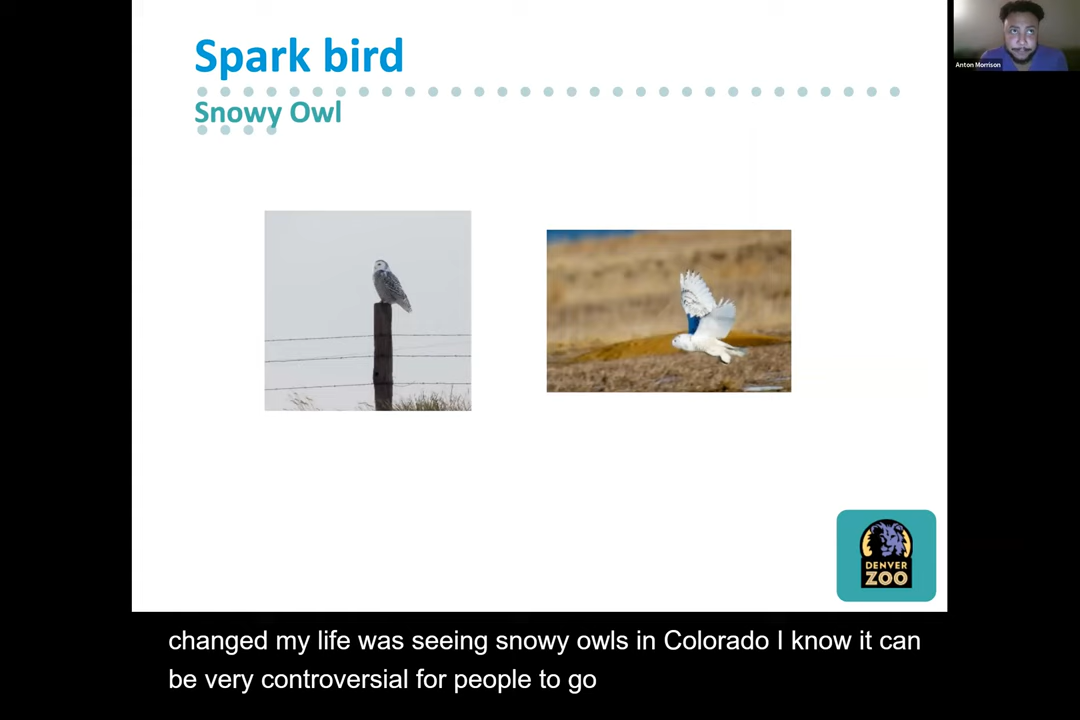 Spark bird
Snowy Owl
Anton Morrison
DENVER
ZOO
changed my life was seeing snowy owls in Colorado I know it can
be very controversial for people to go